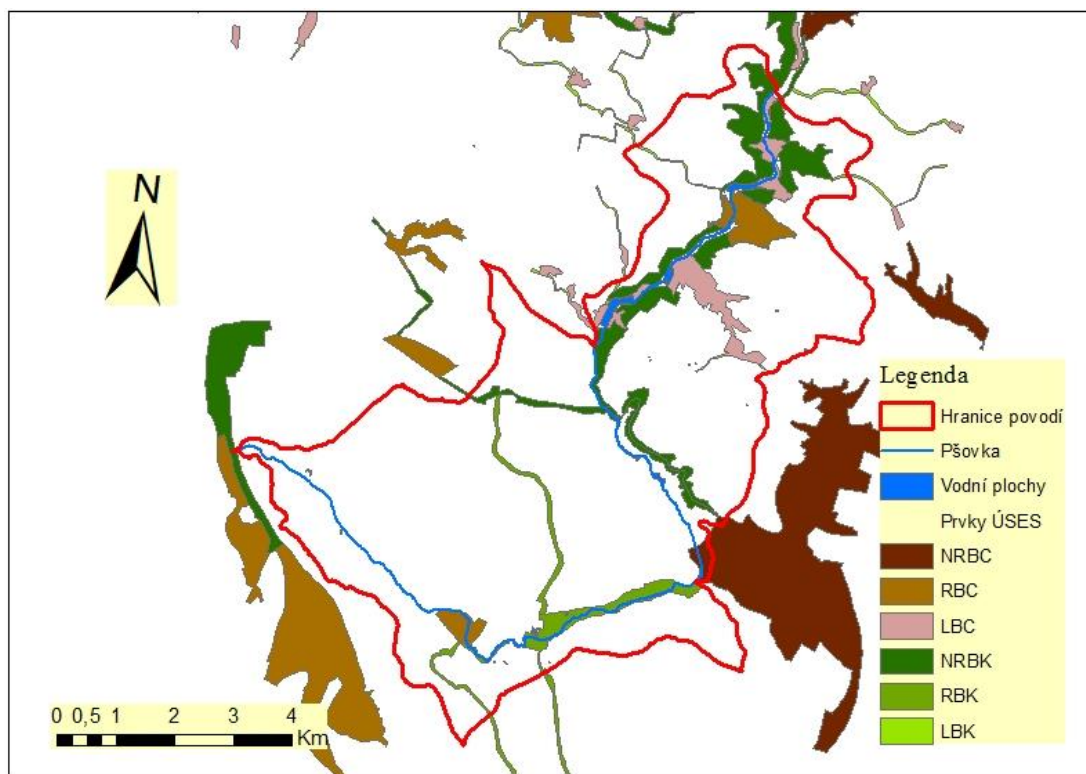 N
Legenda
Hranice povodí
Pšovka
Vodní plochy
Prvky ÚSES
NRBC
RBC
LBC
NRBK
RBK
LBK
0 0,5 1 2 3 4
Km